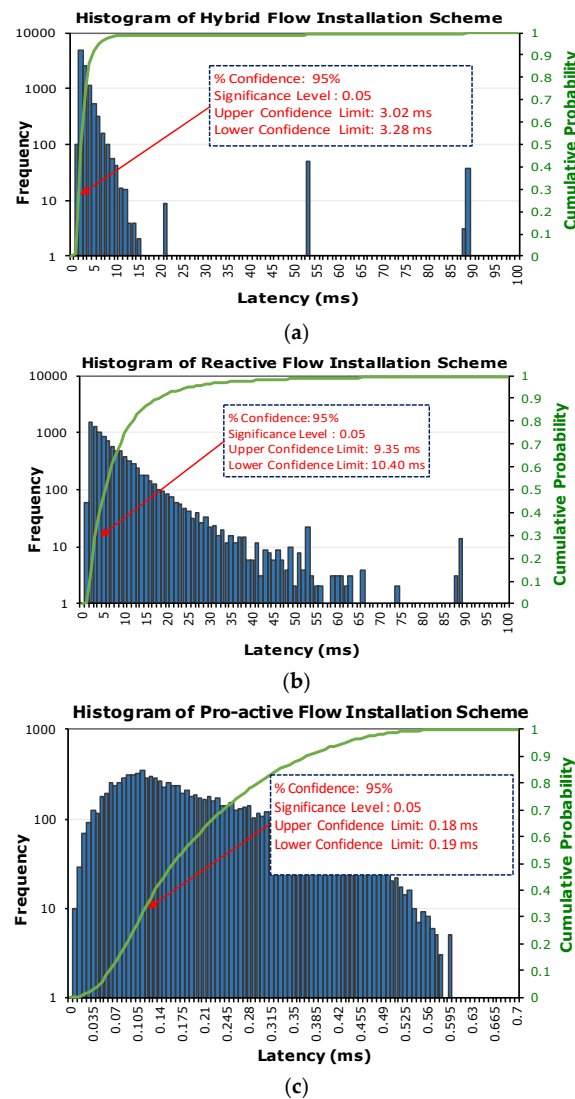 Histogram of Hybrid Flow Installation Scheme
10000
1000
100
10
1
Frequency
% Confidence: 95%
Significance Level : 0.05
Upper Confidence Limit: 3.02 ms
Lower Confidence Limit: 3.28 ms
1
0.9
0.8
0.7
0.6
0.5
0.4
0.3
0.2
0.1
0
Cumulative Probability
0 5 10 15 20 25 30 35 40 45 50 55 60 65 70 75 80 85 90 95 100
Latency (ms)
(a)
Histogram of Reactive Flow Installation Scheme
10000
1000
100
10
1
Frequency
% Confidence: 95%
Significance Level : 0.05
Upper Confidence Limit: 9.35 ms
Lower Confidence Limit: 10.40 ms
1
0.9
0.8
0.7
0.6
0.5
0.4
0.3
0.2
0.1
0
Cumulative Probability
0 5 10 15 20 25 30 35 40 45 50 55 60 65 70 75 80 85 90 95 100
Latency (ms)
(b)
Histogram of Pro-active Flow Installation Scheme
1000
100
10
1
Frequency
% Confidence: 95%
Significance Level : 0.05
Upper Confidence Limit: 0.18 ms
Lower Confidence Limit: 0.19 ms
1
0.9
0.8
0.7
0.6
0.5
0.4
0.3
0.2
0.1
0
Cumulative Probability
0 0.035 0.07 0.105 0.14 0.175 0.21 0.245 0.28 0.315 0.35 0.385 0.42 0.455 0.49 0.525 0.56 0.595 0.63 0.665 0.7
Latency (ms)
(c)